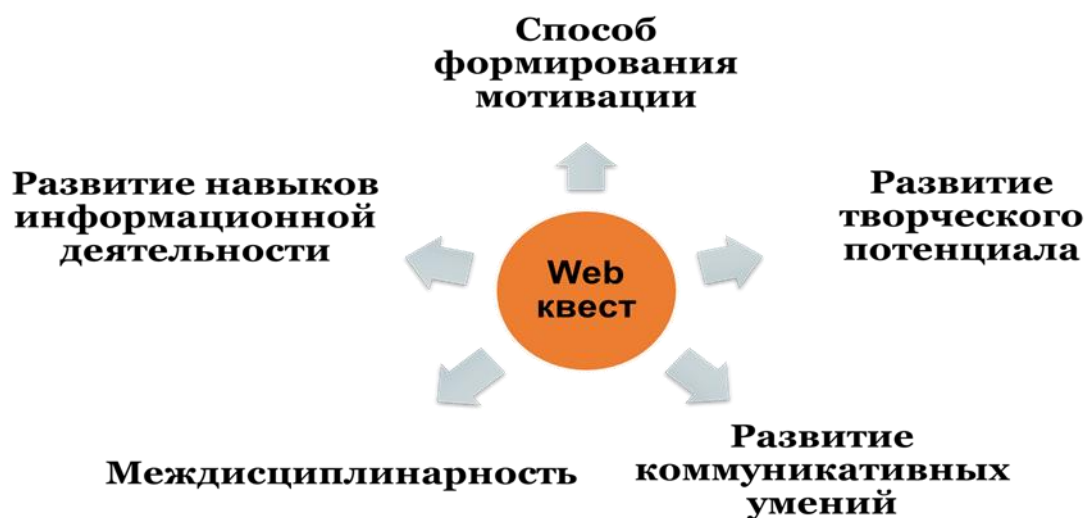 Способ
формирования
мотивации
Развитие навыков
информационной
деятельности
Развитие
творческого
потенциала
Web
квест
Междисциплинарность
Развитие
коммуникативных
умений